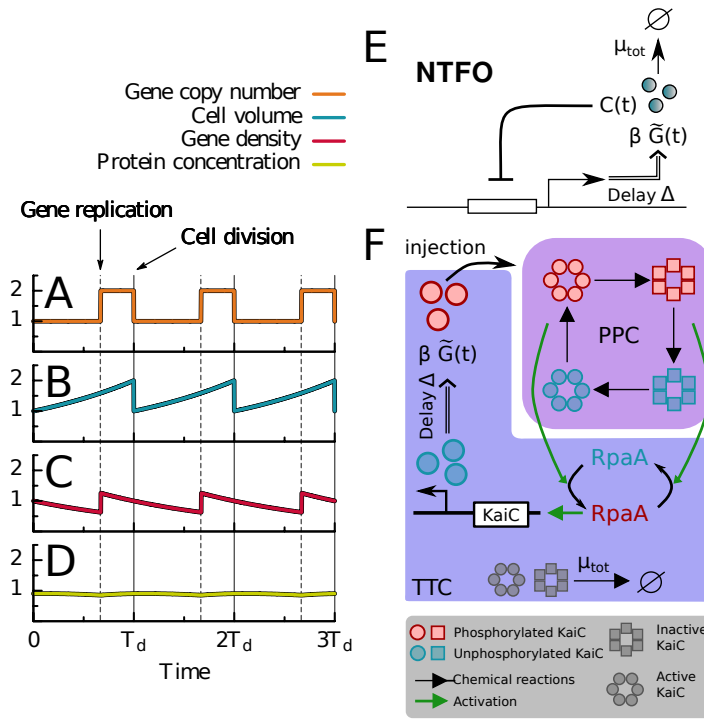 Gene copy number
Cell volume
Gene density
Protein concentration
Gene replication
Cell division
A
2
1
B
2
1
C
2
1
D
2
1
0 T_d 2T_d 3T_d
Time
E
NTFO
∅
μ_tot
C(t)
β G̃(t)
Delay Δ
F
injection
PPC
β G̃(t)
Delay Δ
RpaA
RpaA
KaiC
TTC
μ_tot
∅
Phosphorylated KaiC
Unphosphorylated KaiC
Chemical reactions
Activation
Inactive
KaiC
Active
KaiC